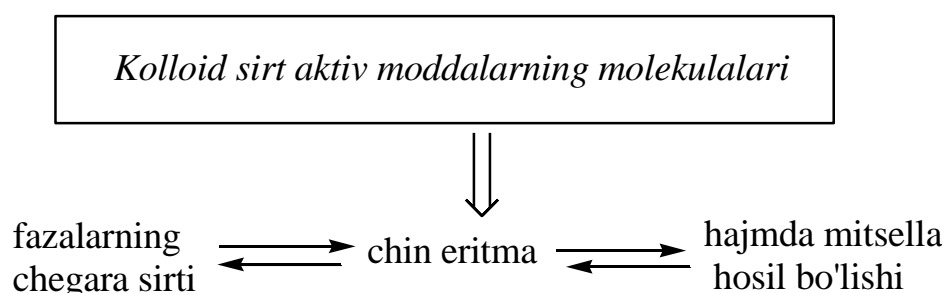 Kolloid sirt aktiv moddalarning molekulalari
fazalarning
chegara sirti
chin eritma
hajmda mitsella
hosil bo'lishi